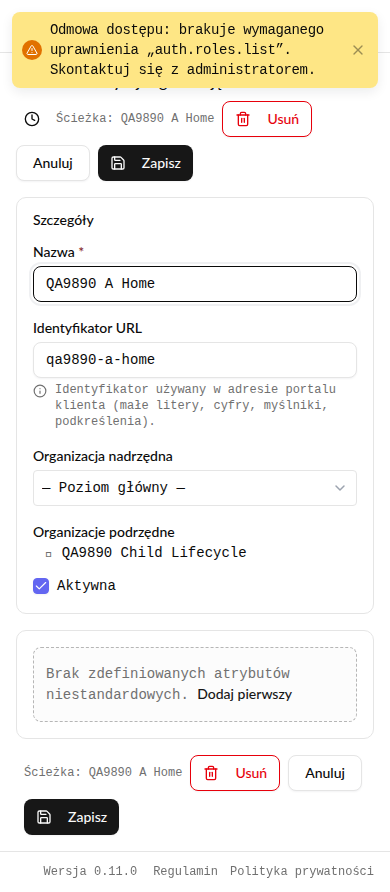 Odmowa dostępu: brakuje wymaganego
uprawnienia „auth.roles.list”.
Skontaktuj się z administratorem.
Ścieżka: QA9890 A Home
Usuń
Anuluj
Zapisz
Szczegóły
Nazwa *
QA9890 A Home
Identyfikator URL
qa9890-a-home
Identyfikator używany w adresie portalu
klienta (małe litery, cyfry, myślniki,
podkreślenia).
Organizacja nadrzędna
— Poziom główny —
Organizacje podrzędne
QA9890 Child Lifecycle
Aktywna
Brak zdefiniowanych atrybutów
niestandardowych. Dodaj pierwszy
Ścieżka: QA9890 A Home
Usuń
Anuluj
Zapisz
Wersja 0.11.0 Regulamin Polityka prywatności